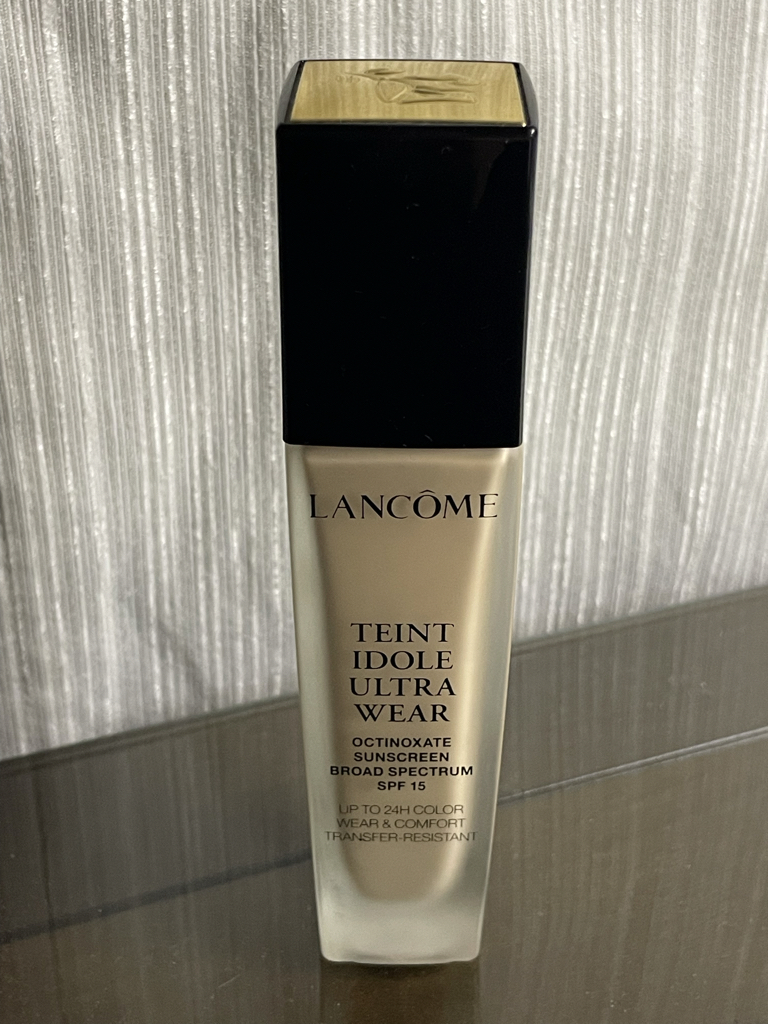 LANCÔME
TEINT
IDOLE
ULTRA
WEAR
OCTINOXATE
SUNSCREEN
BROAD SPECTRUM
SPF 15
UP TO 24H COLOR
WEAR & COMFORT
TRANSFER-RESISTANT